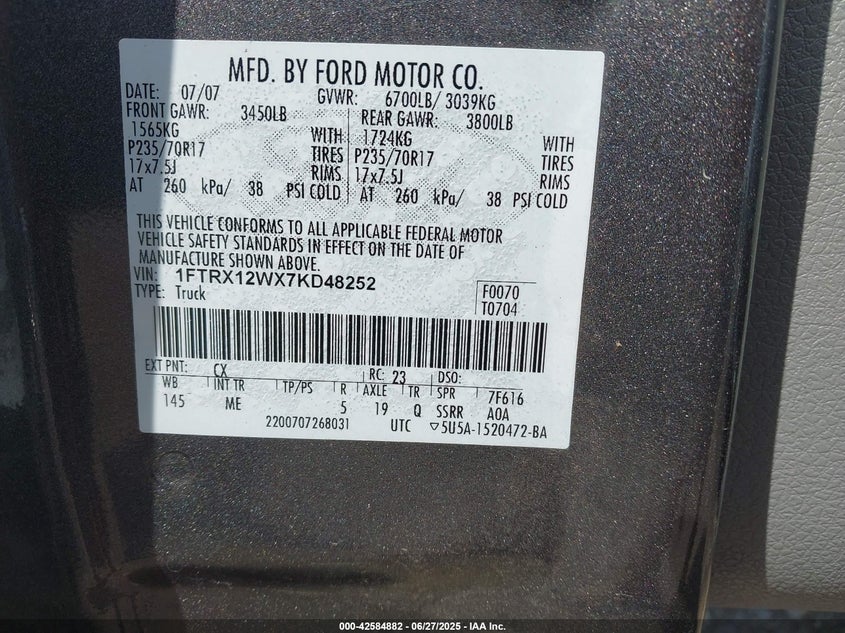 MFD. BY FORD MOTOR CO.
DATE: 07/07 GVWR: 6700LB/ 3039KG
FRONT GAWR: 3450LB REAR GAWR: 3800LB
1565KG WITH 1724KG WITH
P235/70R17 TIRES P235/70R17 TIRES
17x7.5J RIMS 17x7.5J RIMS
AT 260 kPa/ 38 PSI COLD AT 260 kPa/ 38 PSI COLD
THIS VEHICLE CONFORMS TO ALL APPLICABLE FEDERAL MOTOR
VEHICLE SAFETY STANDARDS IN EFFECT ON THE DATE OF
MANUFACTURE SHOWN ABOVE.
VIN: 1FTRX12WX7KD48252 F0070
TYPE: Truck T0704
EXT PNT: CX RC: 23 DSO:
WB INT TR TP/PS R AXLE TR SPR 7F616
145 ME 5 19 Q SSRR A0A
2200707268031 UTC ▽5U5A-1520472-BA
000-42584882 - 06/27/2025 - IAA Inc.